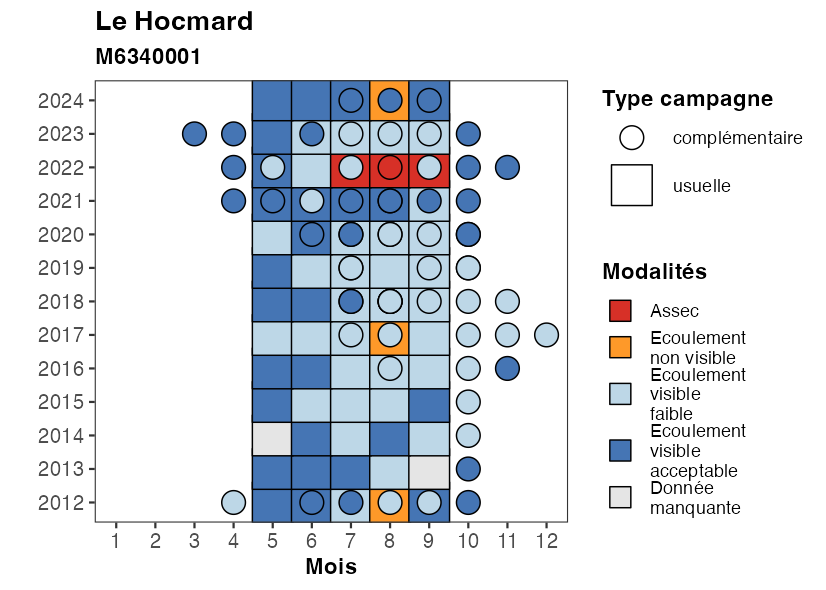 Le Hocmard
M6340001
2024
2023
2022
2021
2020
2019
2018
2017
2016
2015
2014
2013
2012
1 2 3 4 5 6 7 8 9 10 11 12
Mois
Type campagne
complémentaire
usuelle
Modalités
Assec
Ecoulement
non visible
Ecoulement
visible
faible
Ecoulement
visible
acceptable
Donnée
manquante